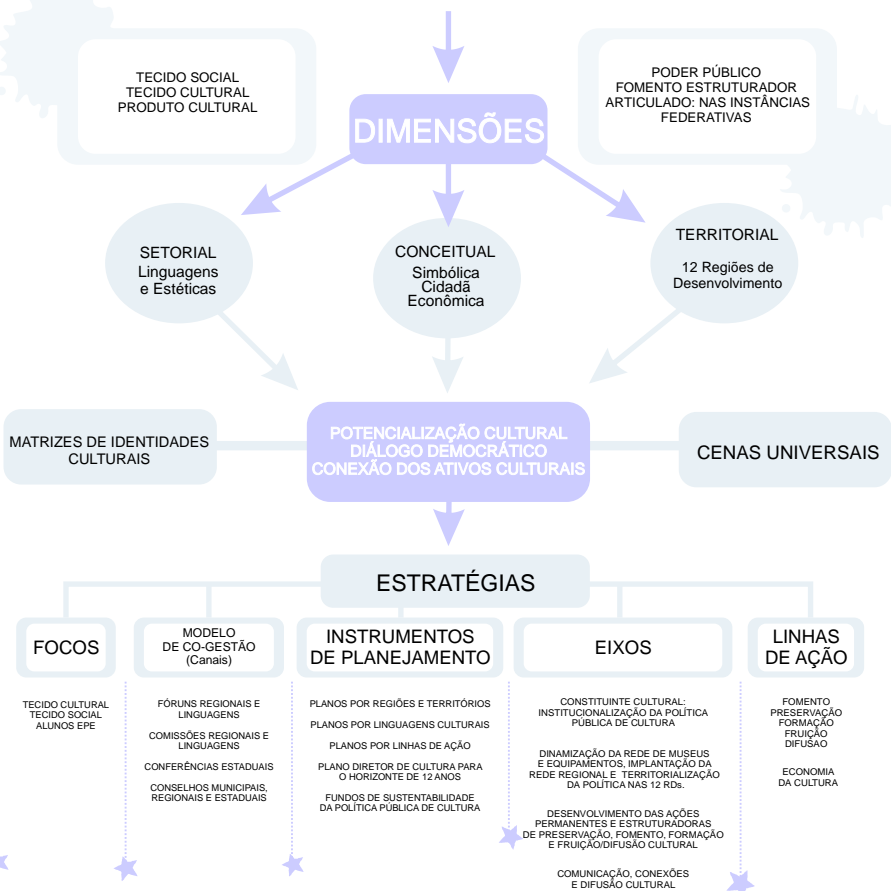 TECIDO SOCIAL
TECIDO CULTURAL
PRODUTO CULTURAL
PODER PÚBLICO
FOMENTO ESTRUTURADOR
ARTICULADO: NAS INSTÂNCIAS
FEDERATIVAS
DIMENSÕES
SETORIAL
Linguagens
e Estéticas
CONCEITUAL
Simbólica
Cidadã
Econômica
TERRITORIAL
12 Regiões de
Desenvolvimento
MATRIZES DE IDENTIDADES
CULTURAIS
POTENCIALIZAÇÃO CULTURAL
DIÁLOGO DEMOCRÁTICO
CONEXÃO DOS ATIVOS CULTURAIS
CENAS UNIVERSAIS
ESTRATÉGIAS
FOCOS
TECIDO CULTURAL
TECIDO SOCIAL
ALUNOS EPE
MODELO
DE CO-GESTÃO
(Canais)
FÓRUNS REGIONAIS E
LINGUAGENS
COMISSÕES REGIONAIS E
LINGUAGENS
CONFERÊNCIAS ESTADUAIS
CONSELHOS MUNICIPAIS,
REGIONAIS E ESTADUAIS
INSTRUMENTOS
DE PLANEJAMENTO
PLANOS POR REGIÕES E TERRITÓRIOS
PLANOS POR LINGUAGENS CULTURAIS
PLANOS POR LINHAS DE AÇÃO
PLANO DIRETOR DE CULTURA PARA
O HORIZONTE DE 12 ANOS
FUNDOS DE SUSTENTABILIDADE
DA POLÍTICA PÚBLICA DE CULTURA
EIXOS
CONSTITUINTE CULTURAL:
INSTITUCIONALIZAÇÃO DA POLÍTICA
PÚBLICA DE CULTURA
DINAMIZAÇÃO DA REDE DE MUSEUS
E EQUIPAMENTOS, IMPLANTAÇÃO DA
REDE REGIONAL E TERRITORIALIZAÇÃO
DA POLÍTICA NAS 12 RDs.
DESENVOLVIMENTO DAS AÇÕES
PERMANENTES E ESTRUTURADORAS
DE PRESERVAÇÃO, FOMENTO, FORMAÇÃO
E FRUIÇÃO/DIFUSÃO CULTURAL
COMUNICAÇÃO, CONEXÕES
E DIFUSÃO CULTURAL
LINHAS
DE AÇÃO
FOMENTO
PRESERVAÇÃO
FORMAÇÃO
FRUIÇÃO
DIFUSÃO
ECONOMIA
DA CULTURA